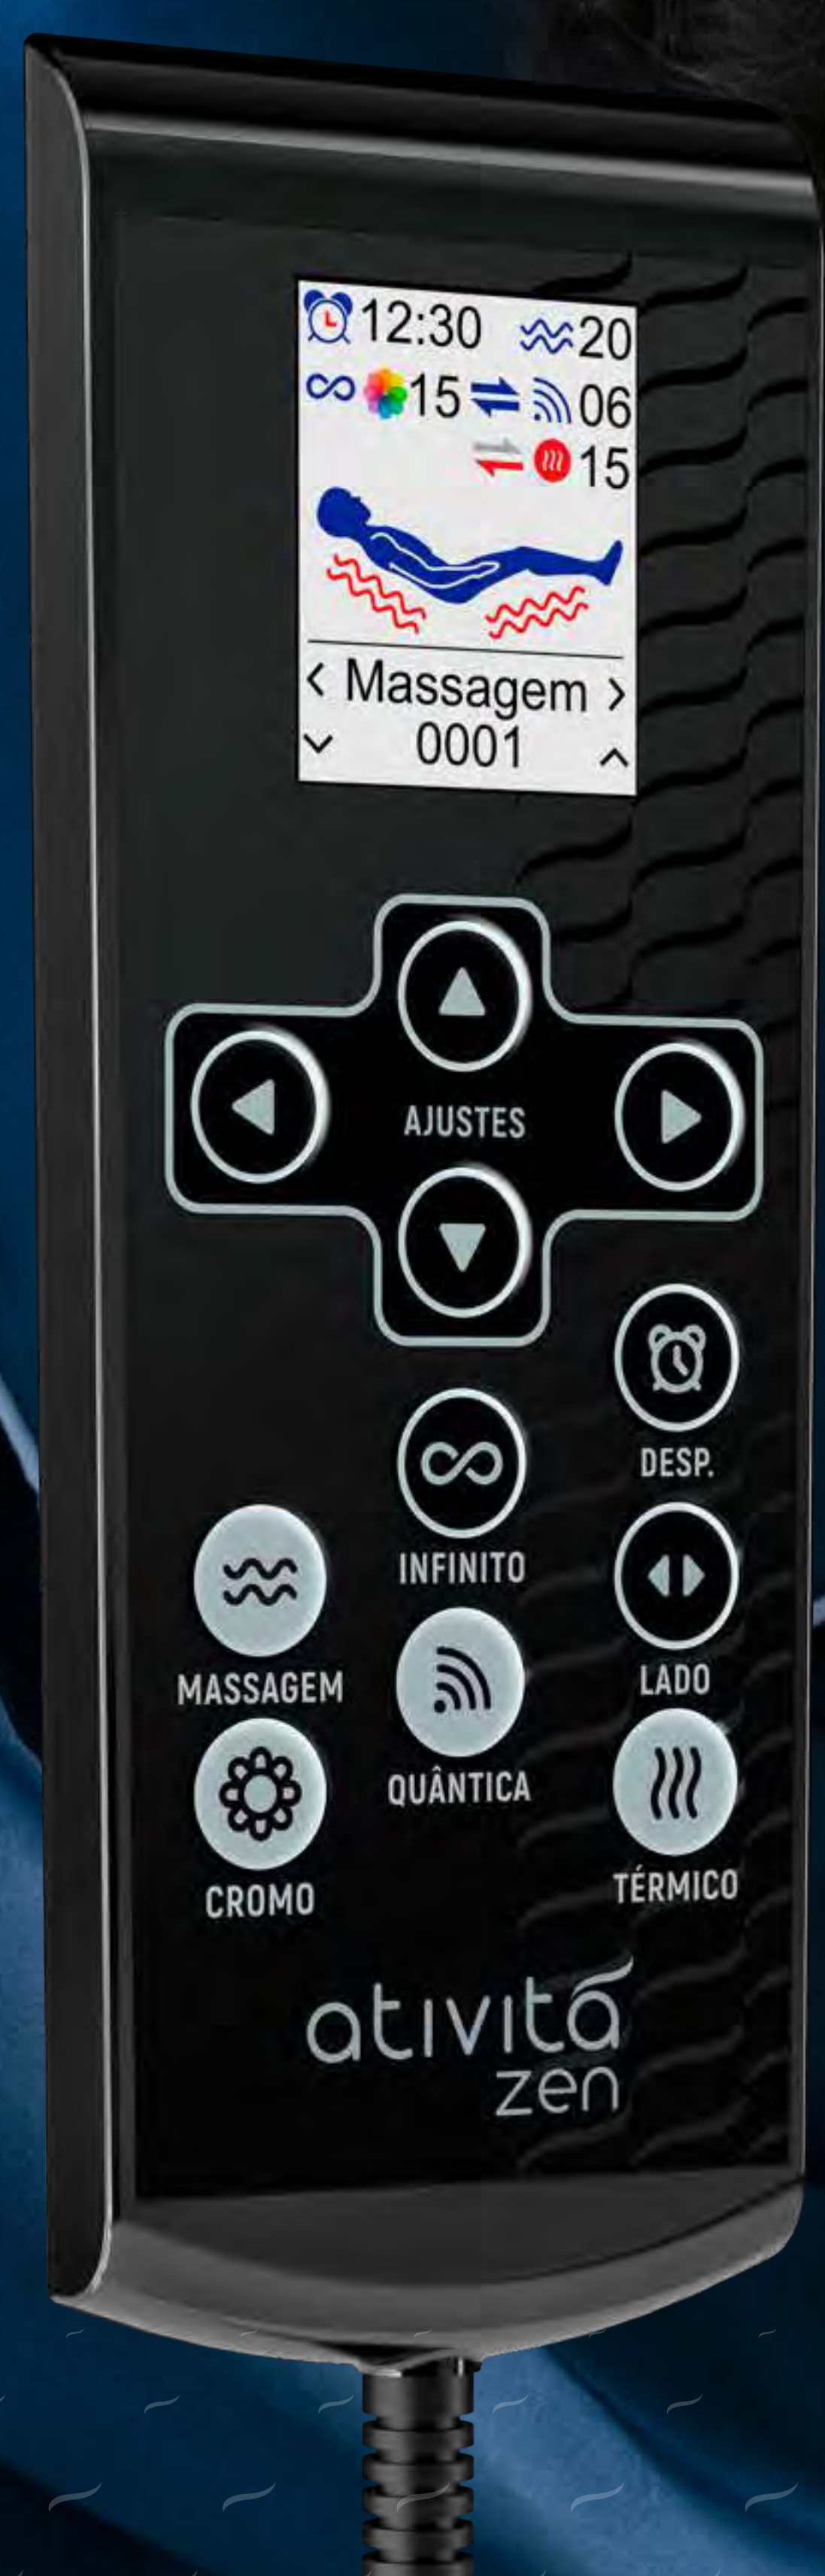 12:30 20
∞ 15 06
15
< Massagem >
0001
AJUSTES
DESP.
INFINITO
MASSAGEM
LADO
QUÂNTICA
CROMO
TÉRMICO
ativitá
zen